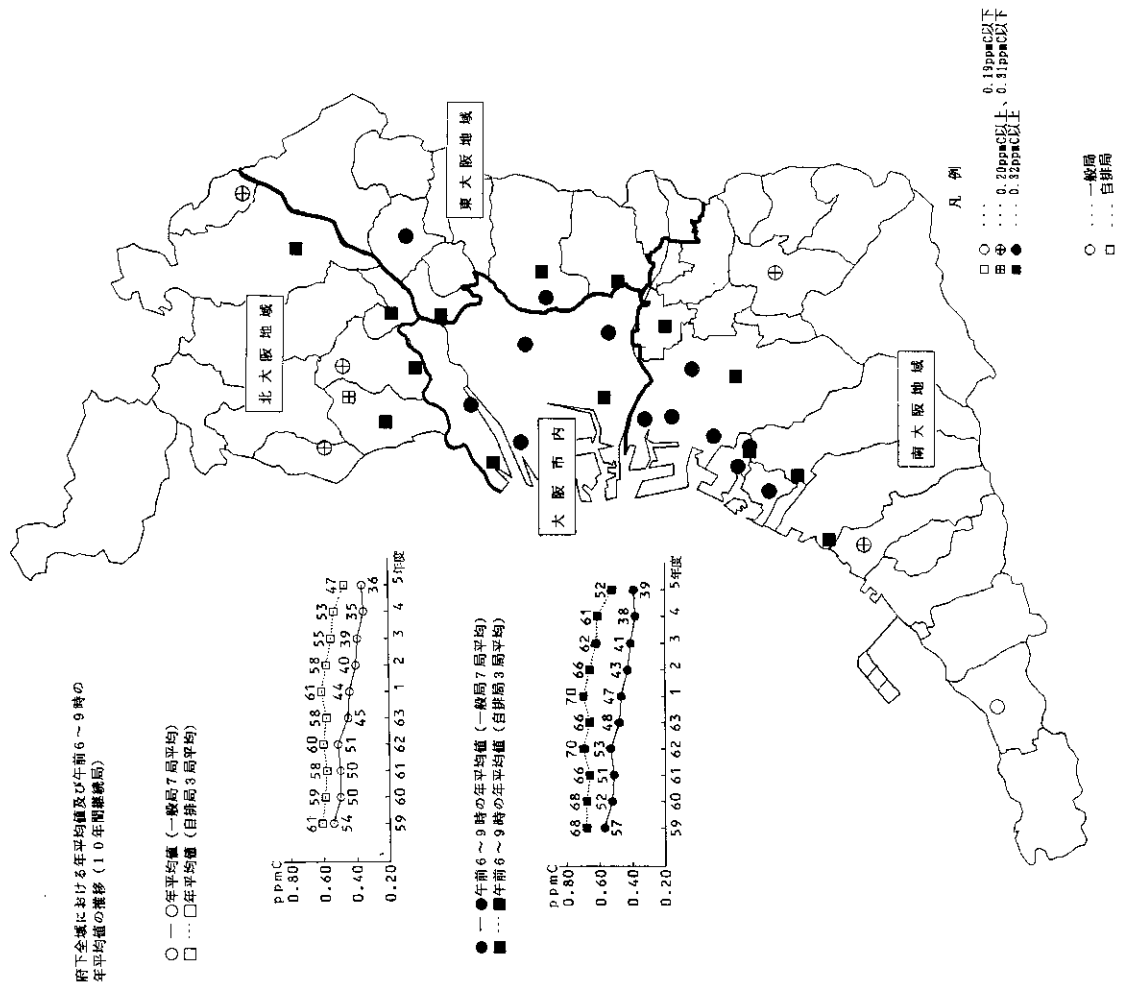 府下全域における年平均値及び午前6~9時の
年平均値の推移(10年間継続局)
○ — ○年平均値(一般局7局平均)
□ ··· □年平均値(自排局3局平均)
ppmC
0.80
0.60
0.40
0.20
61 59 58 60 58 61 58 55 53 47
54 50 50 51 45 44 40 39 35 36
59 60 61 62 63 1 2 3 4 5年度
● — ●午前6~9時の年平均値(一般局7局平均)
■ ··· ■午前6~9時の年平均値(自排局3局平均)
ppmC
0.80
0.60
0.40
0.20
68 68 66 70 66 70 66 62 61 52
57 52 51 53 48 47 43 41 38 39
59 60 61 62 63 1 2 3 4 5年度
北大阪地域
東大阪地域
大阪市内
南大阪地域
凡例
□ ○ ··· 0.19ppmC以下
田 ⊕ ··· 0.20ppmC以上、0.31ppmC以下
■ ● ··· 0.32ppmC以上
○ ···· 一般局
□ ···· 自排局